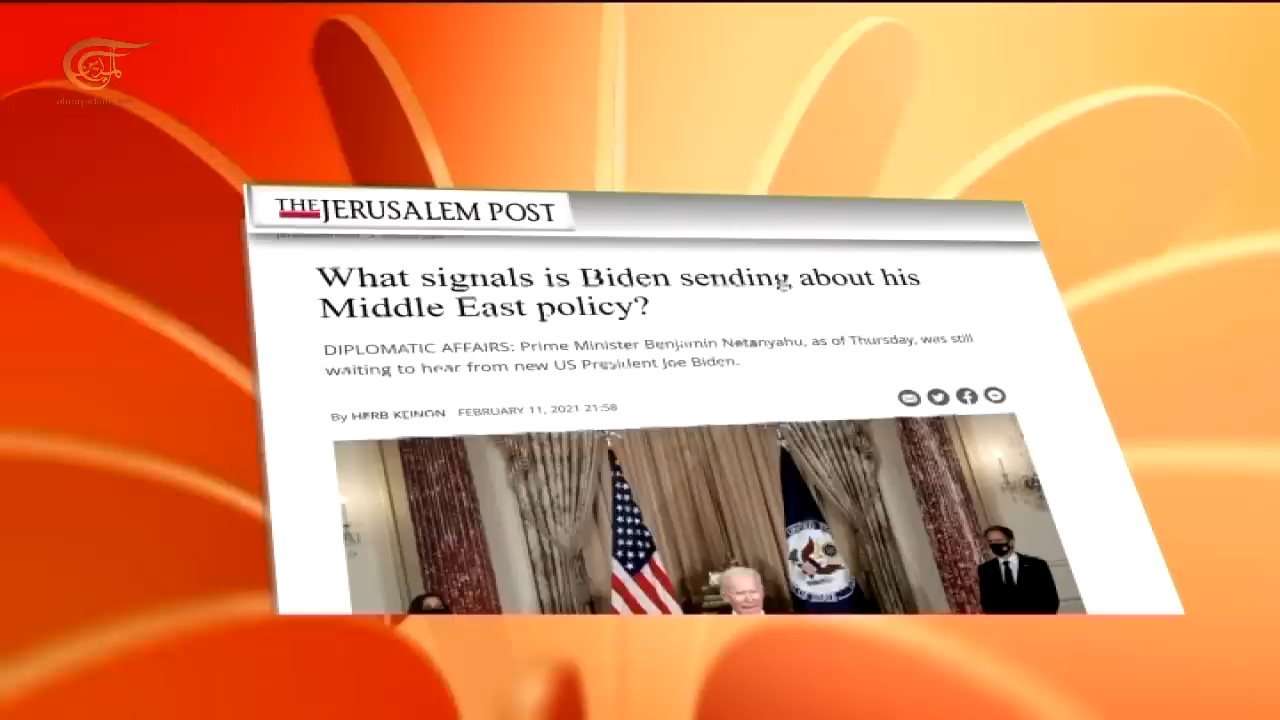 الميادين
THE JERUSALEM POST
What signals is Biden sending about his
Middle East policy?
DIPLOMATIC AFFAIRS: Prime Minister Benjamin Netanyahu, as of Thursday, was still
waiting to hear from new US President Joe Biden.
By HERB KEINON FEBRUARY 11, 2021 21:58